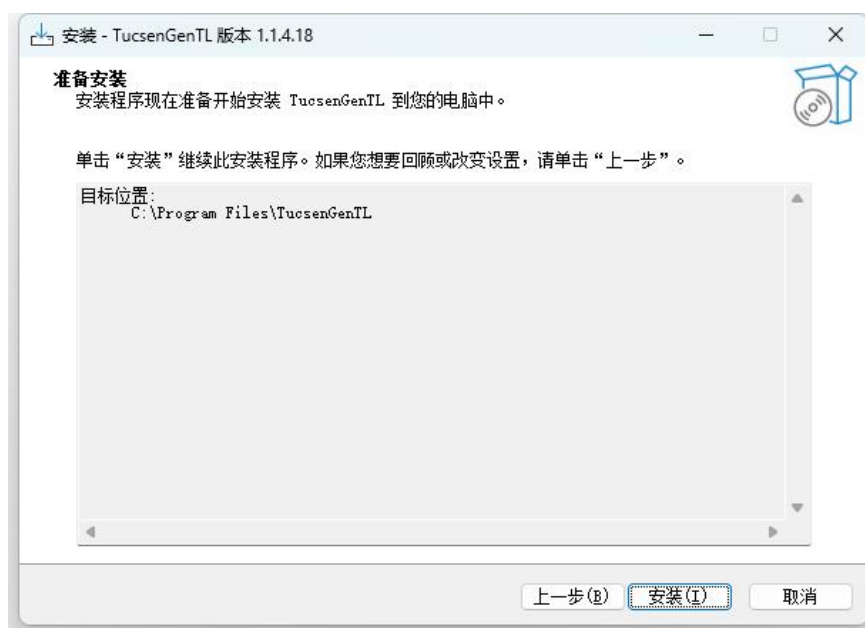 安装 - TucsenGenTL 版本 1.1.4.18
准备安装
安装程序现在准备开始安装 TucsenGenTL 到您的电脑中。
单击“安装”继续此安装程序。如果您想要回顾或改变设置，请单击“上一步”。
目标位置:
C:\Program Files\TucsenGenTL
上一步(B) 安装(I) 取消